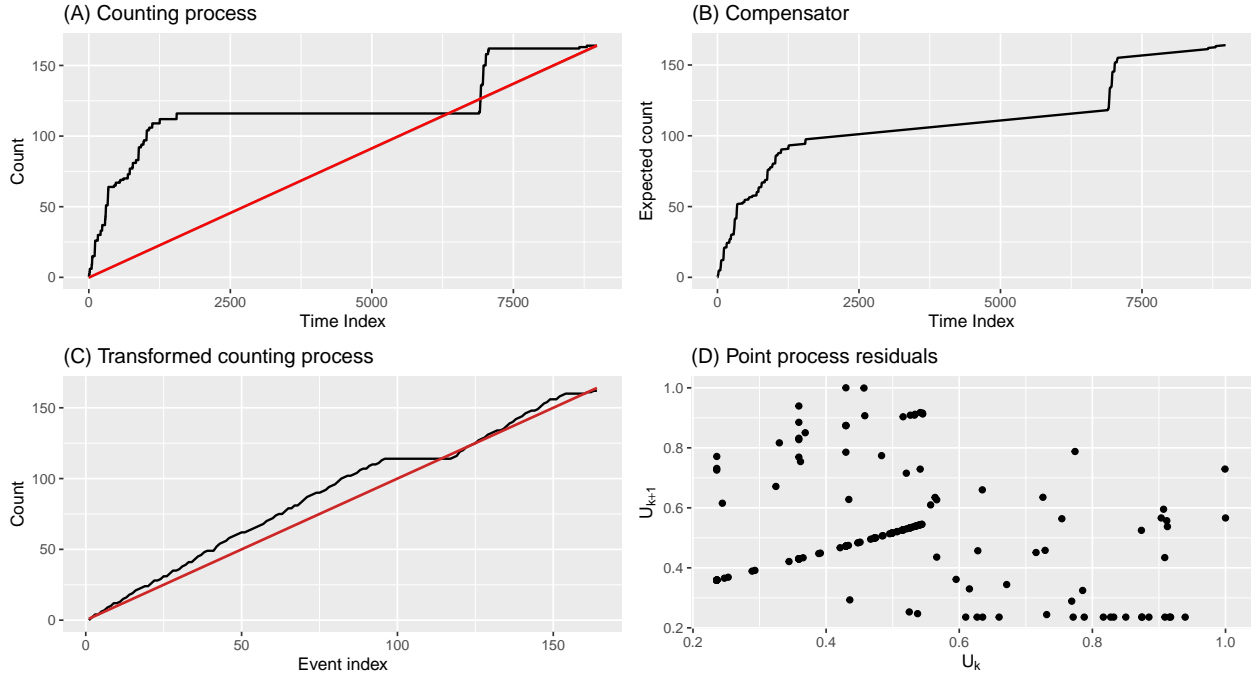 (A) Counting process
150
100
50
0
Count
0
2500
5000
7500
Time Index
(B) Compensator
150
100
50
0
Expected count
0
2500
5000
7500
Time Index
(C) Transformed counting process
150
100
50
0
Count
0
50
100
150
Event index
(D) Point process residuals
1.0
0.8
0.6
0.4
0.2
U_{k+1}
0.2
0.4
0.6
0.8
1.0
U_k